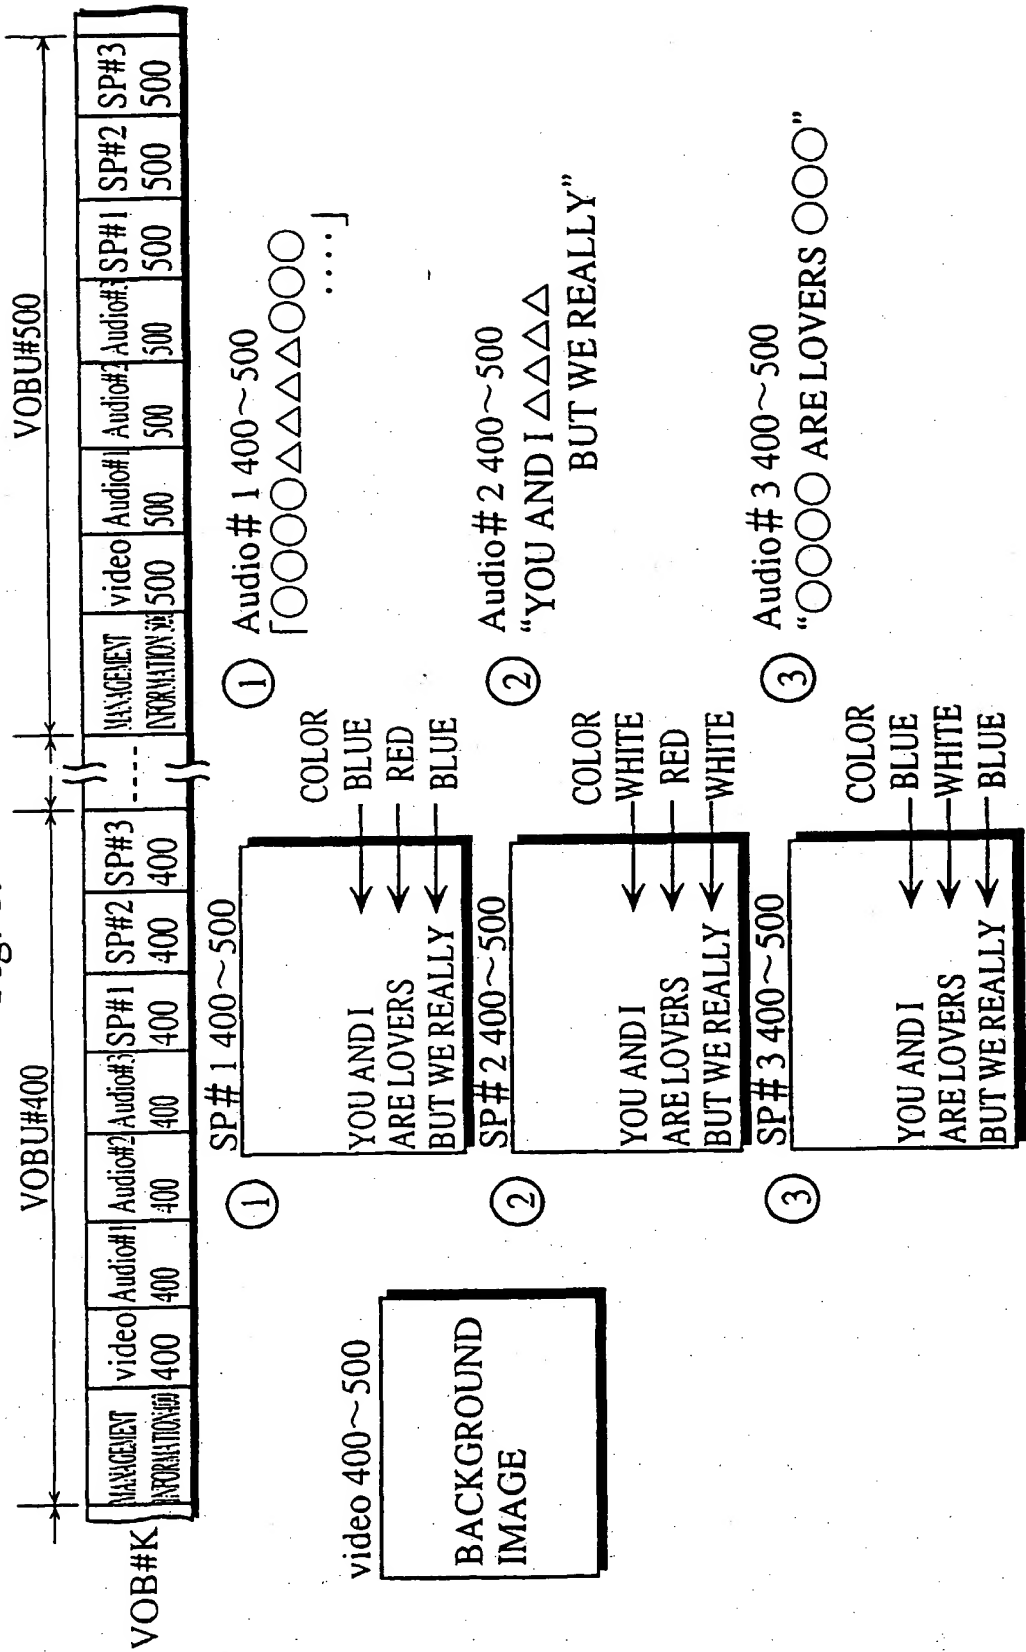 VOBU#400
VOBU#500
VOB#K
MANAGEMENT INFORMATION 400
video 400
Audio#1 400
Audio#2 400
Audio#3 400
SP#1 400
SP#2 400
SP#3 400
-----
MANAGEMENT INFORMATION 500
video 500
Audio#1 500
Audio#2 500
Audio#3 500
SP#1 500
SP#2 500
SP#3 500
video 400~500
BACKGROUND
IMAGE
① SP#1 400~500
YOU AND I
ARE LOVERS
BUT WE REALLY
COLOR
BLUE
RED
BLUE
② SP#2 400~500
YOU AND I
ARE LOVERS
BUT WE REALLY
COLOR
WHITE
RED
WHITE
③ SP#3 400~500
YOU AND I
ARE LOVERS
BUT WE REALLY
COLOR
BLUE
WHITE
BLUE
① Audio#1 400~500
「○○○○△△△△○○○
....」
② Audio#2 400~500
“YOU AND I △△△△
BUT WE REALLY”
③ Audio#3 400~500
“○○○○ ARE LOVERS ○○○”